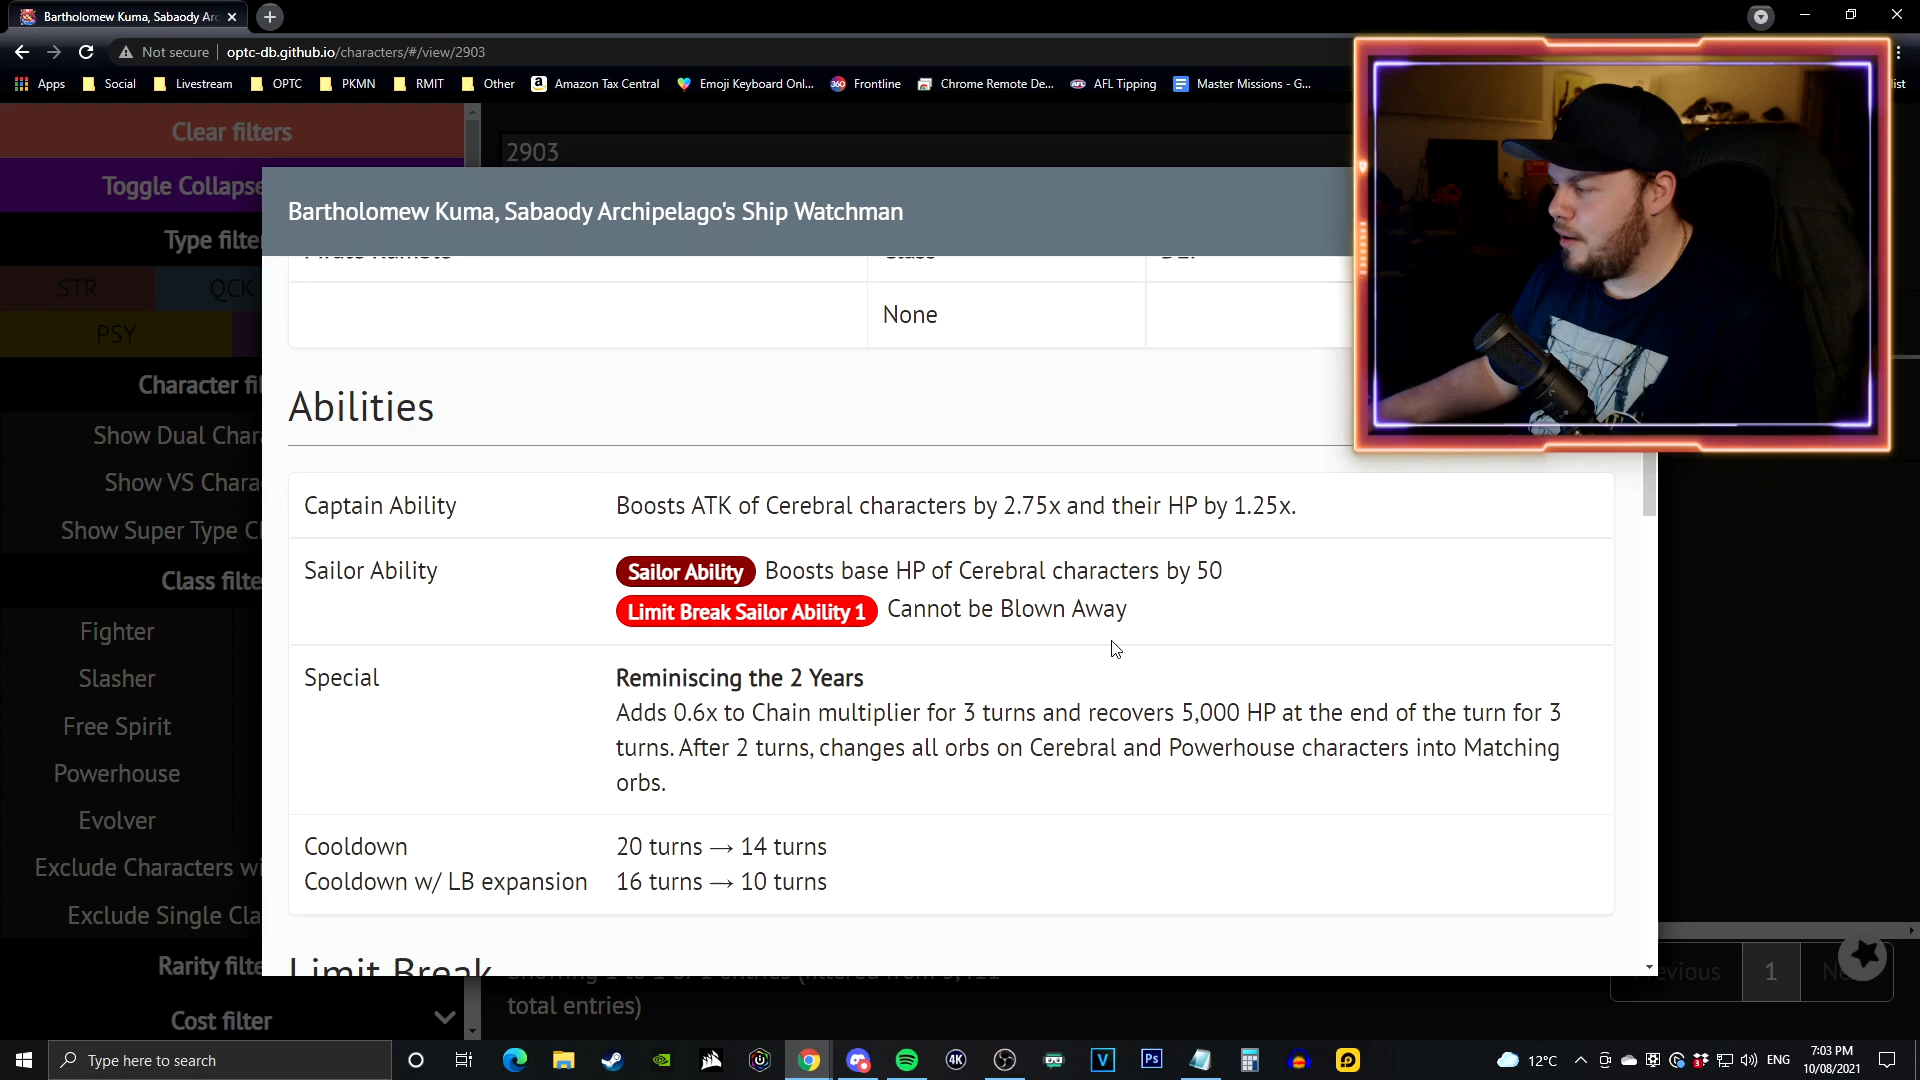 Bartholomew Kuma, Sabaody Arc
Not secure
optc-db.github.io/characters/#/view/2903
Apps
Social
Livestream
OPTC
PKMN
RMIT
Other
Amazon Tax Central
Emoji Keyboard Onl...
Frontline
Chrome Remote De...
AFL Tipping
Master Missions - G...
list
Clear filters
2903
Toggle Collapse
Bartholomew Kuma, Sabaody Archipelago's Ship Watchman
Type filte
STR
QCK
None
PSY
Character fil
Abilities
Show Dual Char
Show VS Chara
Captain Ability
Boosts ATK of Cerebral characters by 2.75x and their HP by 1.25x.
Show Super Type C
Sailor Ability
Sailor Ability Boosts base HP of Cerebral characters by 50
Class filte
Limit Break Sailor Ability 1 Cannot be Blown Away
Fighter
Slasher
Special
Reminiscing the 2 Years
Adds 0.6x to Chain multiplier for 3 turns and recovers 5,000 HP at the end of the turn for 3
Free Spirit
turns. After 2 turns, changes all orbs on Cerebral and Powerhouse characters into Matching
Powerhouse
orbs.
Evolver
Cooldown
20 turns → 14 turns
Exclude Characters wi
Cooldown w/ LB expansion
16 turns → 10 turns
Exclude Single Cla
Rarity filte
Limit Break
1
total entries)
Cost filter
Type here to search
12°C
ENG
7:03 PM
10/08/2021